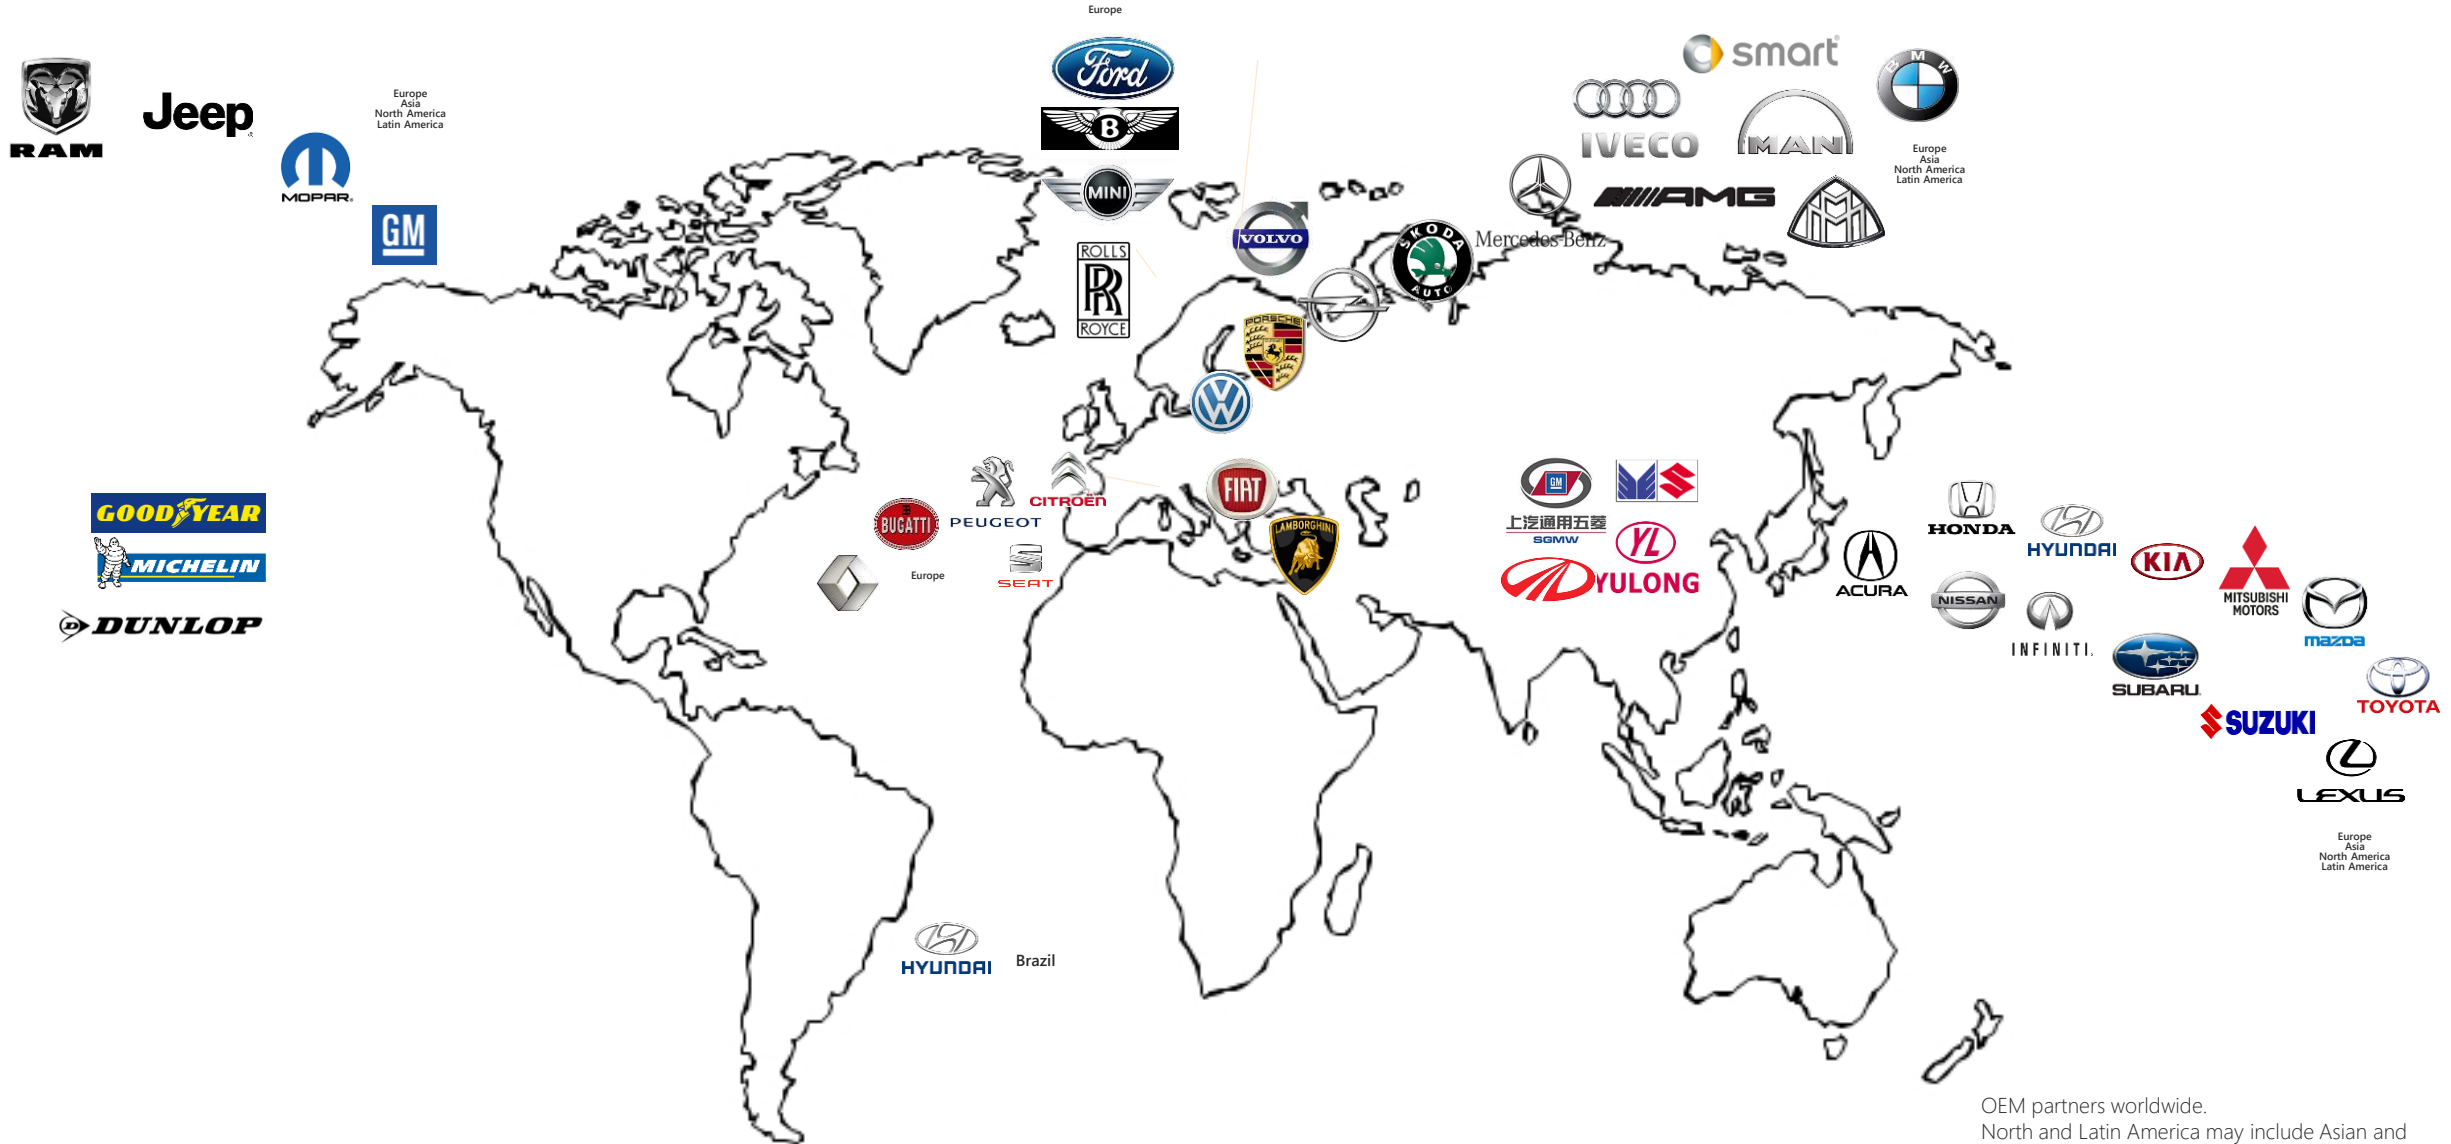 Europe
Ford
B
MINI
ROLLS
RR
ROYCE
RAM
Jeep
MOPAR
GM
Europe
Asia
North America
Latin America
smart
BMW
IVECO
MAN
AMG
Mercedes-Benz
Europe
Asia
North America
Latin America
VOLVO
SKODA
AUTO
PORSCHE
VW
GOODYEAR
MICHELIN
D DUNLOP
BUGATTI
PEUGEOT
CITROËN
SEAT
Europe
FIAT
LAMBORGHINI
GM
上汽通用五菱
SGMW
YL
YULONG
HONDA
ACURA
HYUNDAI
KIA
MITSUBISHI
MOTORS
NISSAN
INFINITI
mazda
SUBARU
SUZUKI
TOYOTA
LEXUS
Europe
Asia
North America
Latin America
HYUNDAI
Brazil
OEM partners worldwide.
North and Latin America may include Asian and